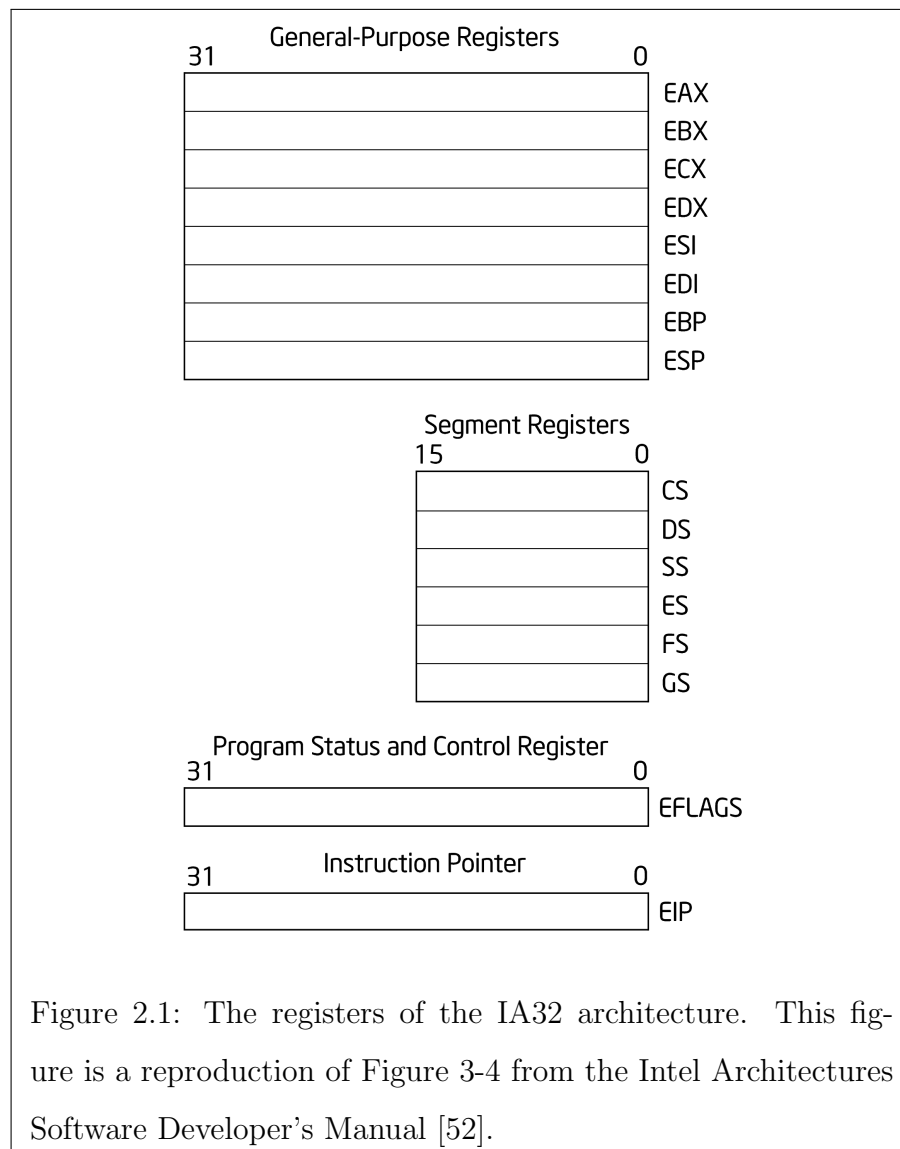 General-Purpose Registers
31 0
EAX
EBX
ECX
EDX
ESI
EDI
EBP
ESP
Segment Registers
15 0
CS
DS
SS
ES
FS
GS
Program Status and Control Register
31 0
EFLAGS
Instruction Pointer
31 0
EIP
Figure 2.1: The registers of the IA32 architecture. This fig-
ure is a reproduction of Figure 3-4 from the Intel Architectures
Software Developer's Manual [52].